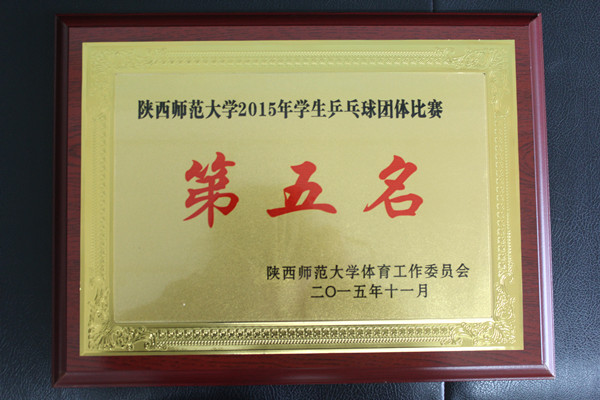 陕西师范大学2015年学生乒乓球团体比赛
第五名
陕西师范大学体育工作委员会
二〇一五年十一月